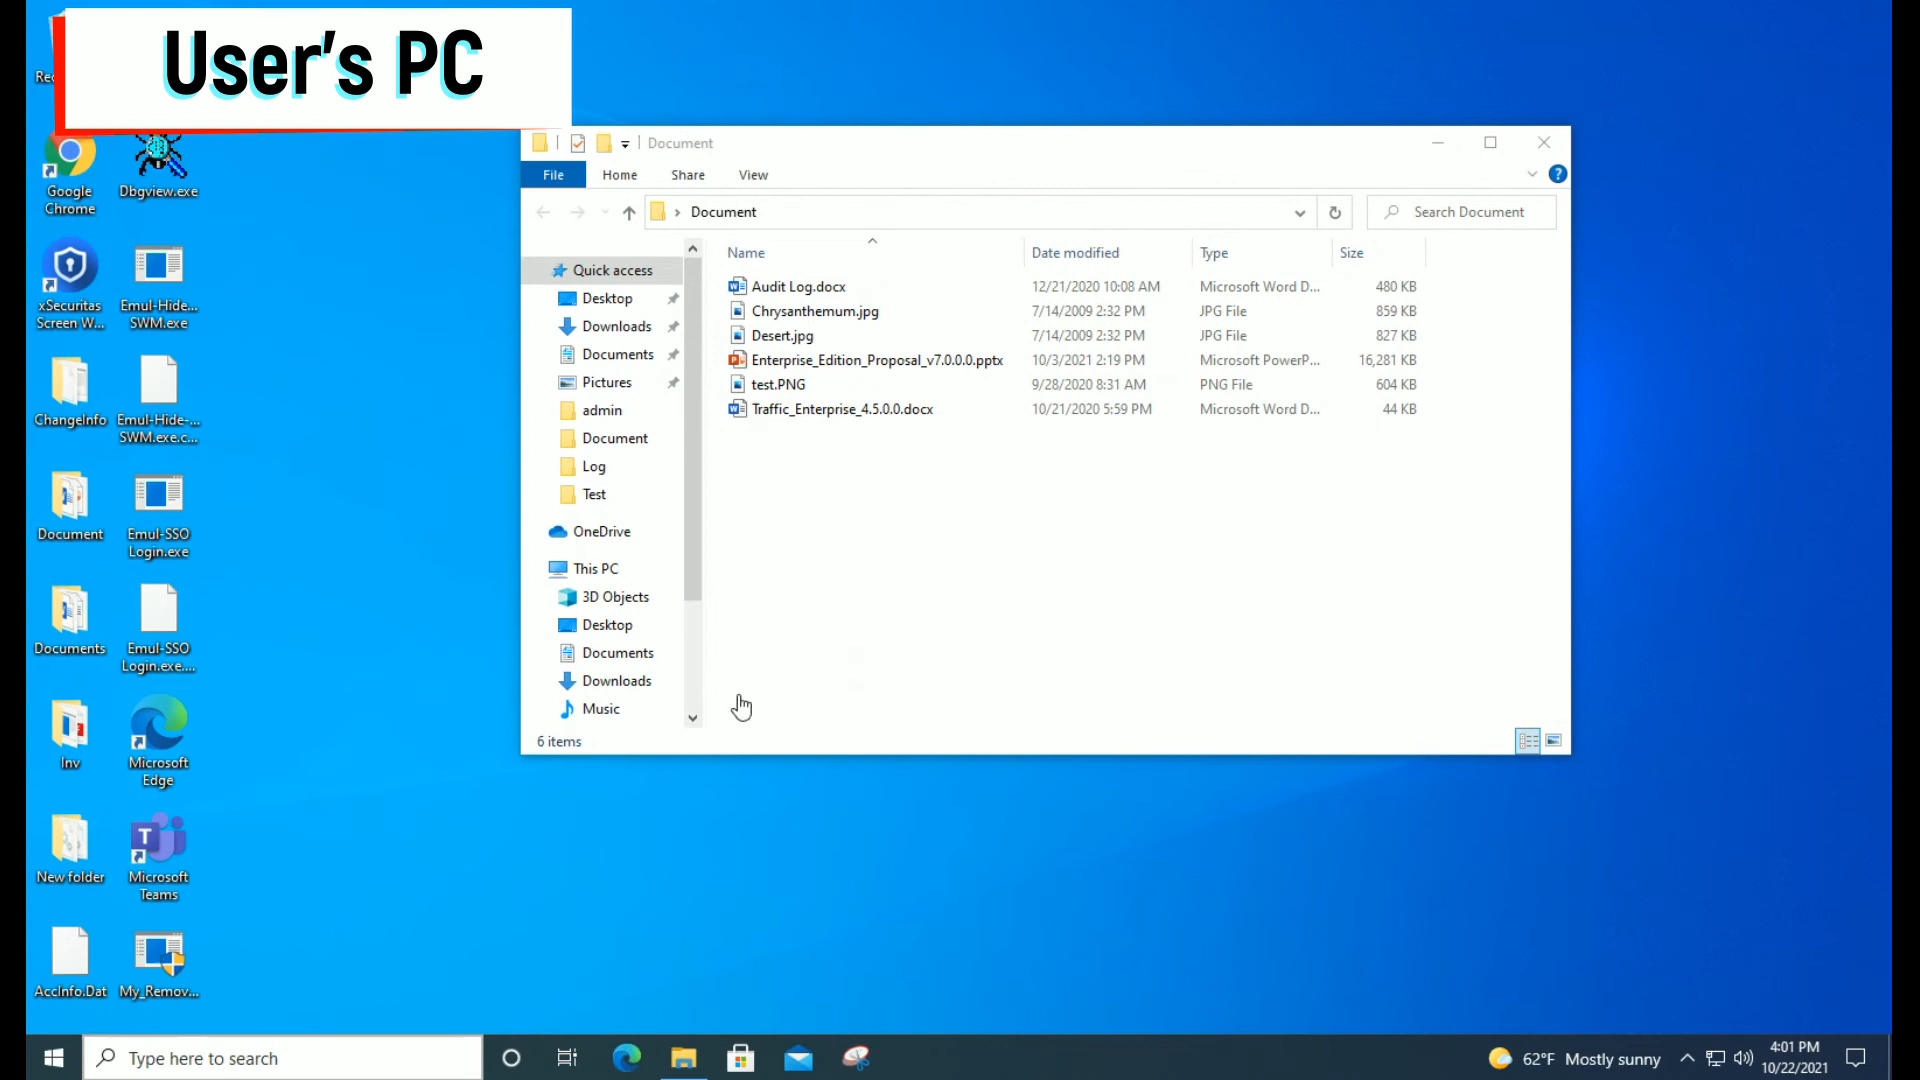 User's PC
Rec
Google
Chrome
Dbgview.exe
xSecuritas
Screen W...
Emul-Hide...
SWM.exe
ChangeInfo
Emul-Hide-...
SWM.exe.c...
Document
Emul-SSO
Login.exe
Documents
Emul-SSO
Login.exe....
Inv
Microsoft
Edge
New folder
Microsoft
Teams
AccInfo.Dat
My_Remov...
Document
File Home Share View
Document
Search Document
Name Date modified Type Size
Audit Log.docx 12/21/2020 10:08 AM Microsoft Word D... 480 KB
Chrysanthemum.jpg 7/14/2009 2:32 PM JPG File 859 KB
Desert.jpg 7/14/2009 2:32 PM JPG File 827 KB
Enterprise_Edition_Proposal_v7.0.0.0.pptx 10/3/2021 2:19 PM Microsoft PowerP... 16,281 KB
test.PNG 9/28/2020 8:31 AM PNG File 604 KB
Traffic_Enterprise_4.5.0.0.docx 10/21/2020 5:59 PM Microsoft Word D... 44 KB
Quick access
Desktop
Downloads
Documents
Pictures
admin
Document
Log
Test
OneDrive
This PC
3D Objects
Desktop
Documents
Downloads
Music
6 items
Type here to search
62°F Mostly sunny
4:01 PM
10/22/2021